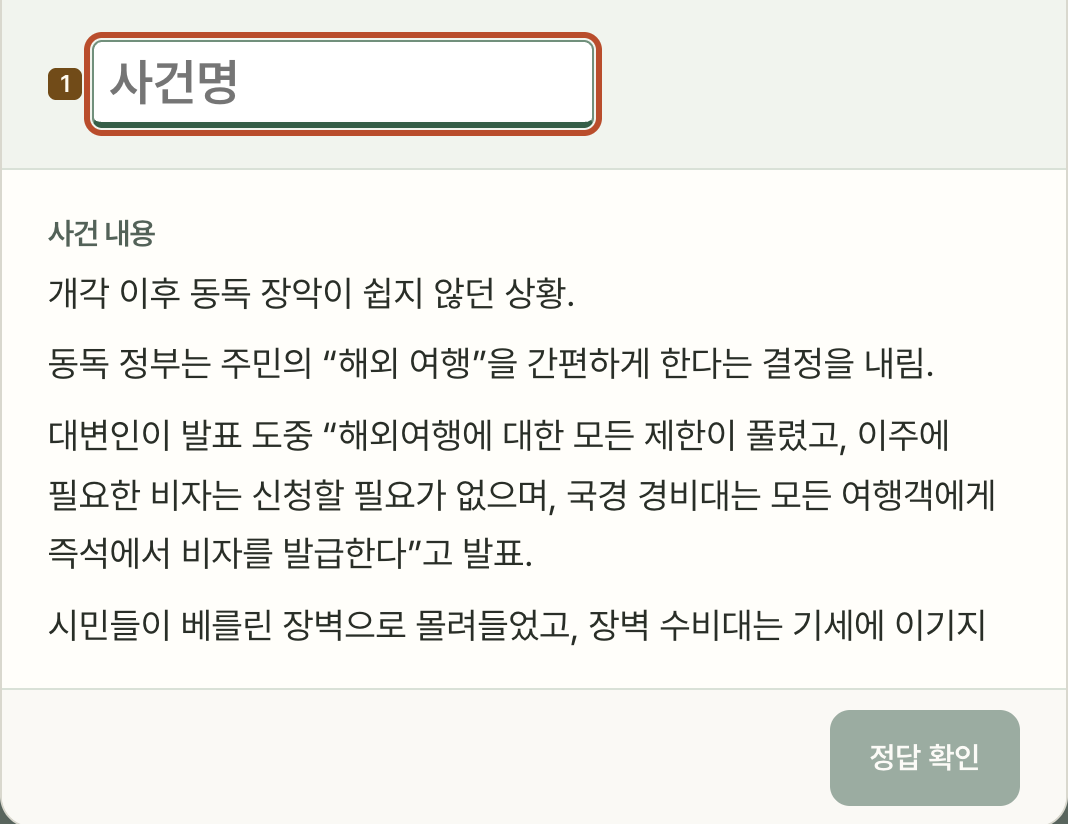 1
사건명
사건 내용
개각 이후 동독 장악이 쉽지 않던 상황.
동독 정부는 주민의 “해외 여행”을 간편하게 한다는 결정을 내림.
대변인이 발표 도중 “해외여행에 대한 모든 제한이 풀렸고, 이주에
필요한 비자는 신청할 필요가 없으며, 국경 경비대는 모든 여행객에게
즉석에서 비자를 발급한다”고 발표.
시민들이 베를린 장벽으로 몰려들었고, 장벽 수비대는 기세에 이기지
정답 확인